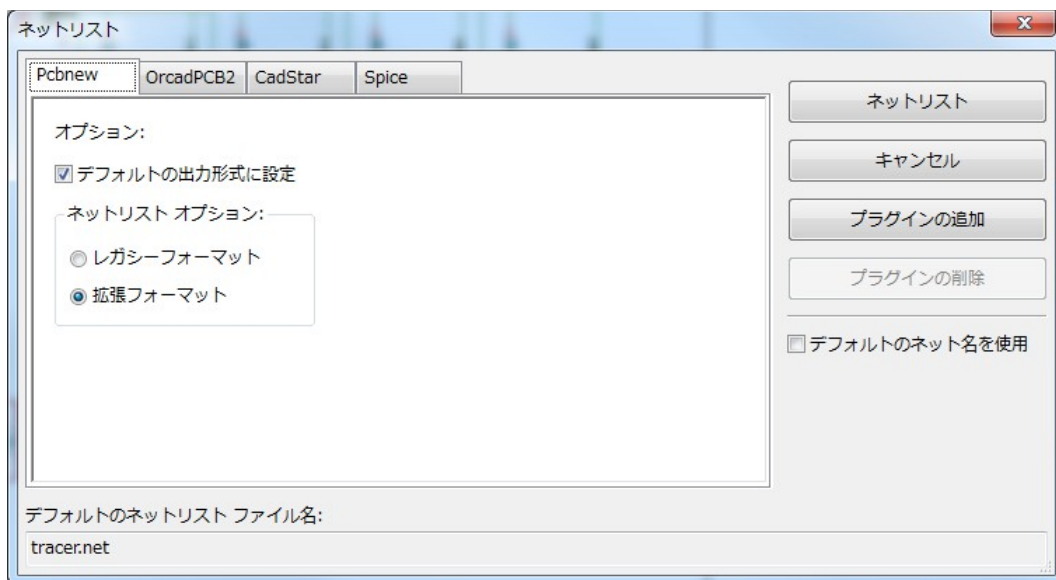 ネットリスト
Pcbnew
OrcadPCB2
CadStar
Spice
オプション:
デフォルトの出力形式に設定
ネットリスト オプション:
レガシーフォーマット
拡張フォーマット
ネットリスト
キャンセル
プラグインの追加
プラグインの削除
デフォルトのネット名を使用
デフォルトのネットリスト ファイル名:
tracer.net